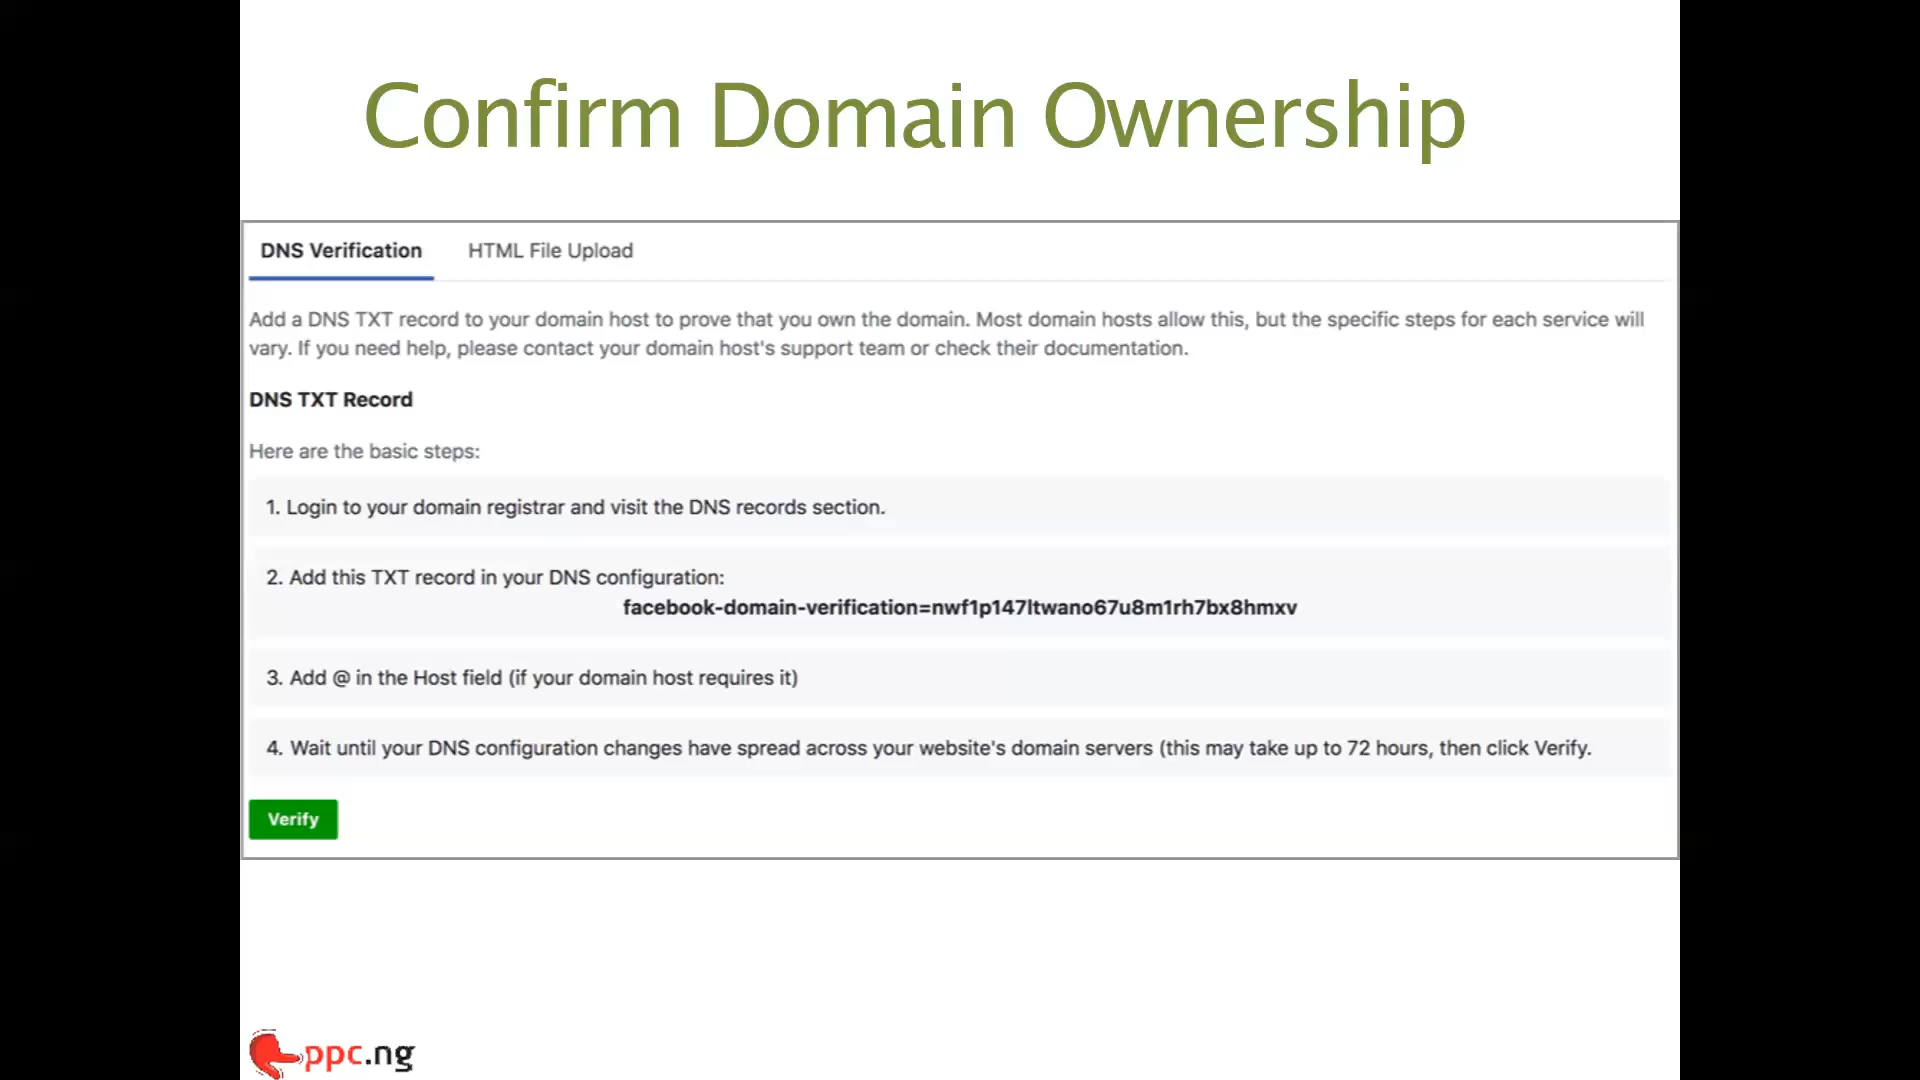 Confirm Domain Ownership
DNS Verification HTML File Upload
Add a DNS TXT record to your domain host to prove that you own the domain. Most domain hosts allow this, but the specific steps for each service will
vary. If you need help, please contact your domain host's support team or check their documentation.
DNS TXT Record
Here are the basic steps:
1. Login to your domain registrar and visit the DNS records section.
2. Add this TXT record in your DNS configuration:
facebook-domain-verification=nwf1p147ltwano67u8m1rh7bx8hmxv
3. Add @ in the Host field (if your domain host requires it)
4. Wait until your DNS configuration changes have spread across your website's domain servers (this may take up to 72 hours, then click Verify.
Verify
ppc.ng